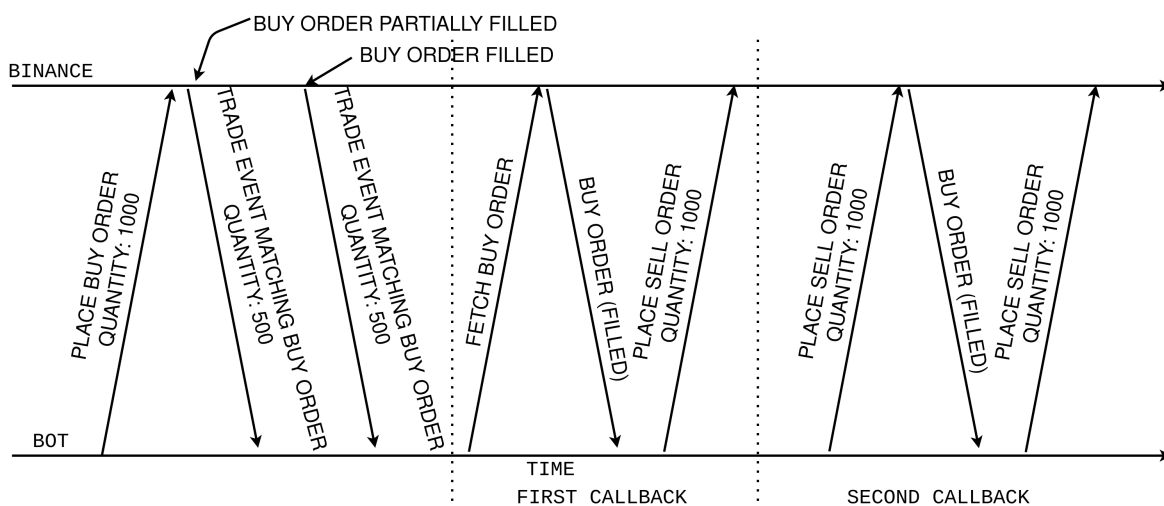 BUY ORDER PARTIALLY FILLED
BUY ORDER FILLED
BINANCE
PLACE BUY ORDER
QUANTITY: 1000
TRADE EVENT MATCHING BUY ORDER
QUANTITY: 500
TRADE EVENT MATCHING BUY ORDER
QUANTITY: 500
FETCH BUY ORDER
BUY ORDER (FILLED)
PLACE SELL ORDER
QUANTITY: 1000
PLACE SELL ORDER
QUANTITY: 1000
BUY ORDER (FILLED)
PLACE SELL ORDER
QUANTITY: 1000
BOT
TIME
FIRST CALLBACK
SECOND CALLBACK